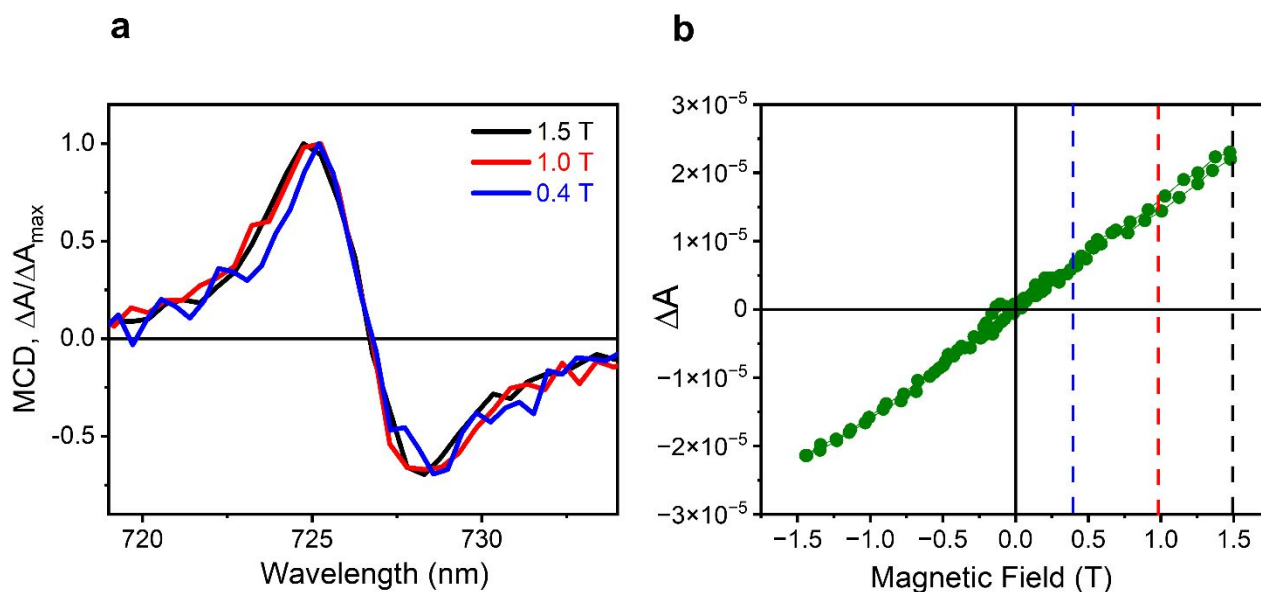 a
MCD, ΔA/ΔA_max
1.0
0.5
0.0
-0.5
1.5 T
1.0 T
0.4 T
720
725
730
Wavelength (nm)
b
ΔA
3×10⁻⁵
2×10⁻⁵
1×10⁻⁵
0
−1×10⁻⁵
−2×10⁻⁵
−3×10⁻⁵
−1.5 −1.0 −0.5 0.0 0.5 1.0 1.5
Magnetic Field (T)